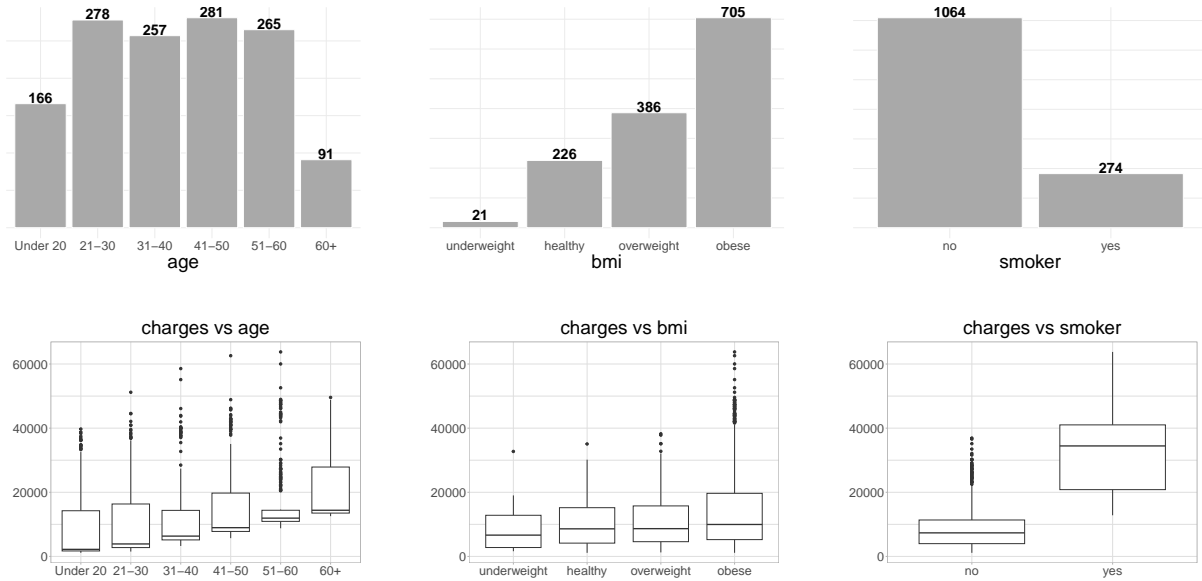 166
278
257
281
265
91
Under 20 21–30 31–40 41–50 51–60 60+
age
21
226
386
705
underweight healthy overweight obese
bmi
1064
274
no yes
smoker
charges vs age
60000
40000
20000
0
Under 20 21–30 31–40 41–50 51–60 60+
charges vs bmi
60000
40000
20000
0
underweight healthy overweight obese
charges vs smoker
60000
40000
20000
0
no yes